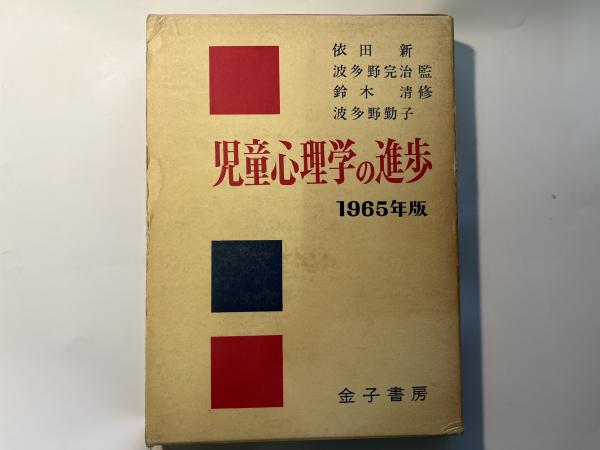 依田 新
波多野完治監
鈴木 清修
波多野勤子
児童心理学の進歩
1965年版
金子書房